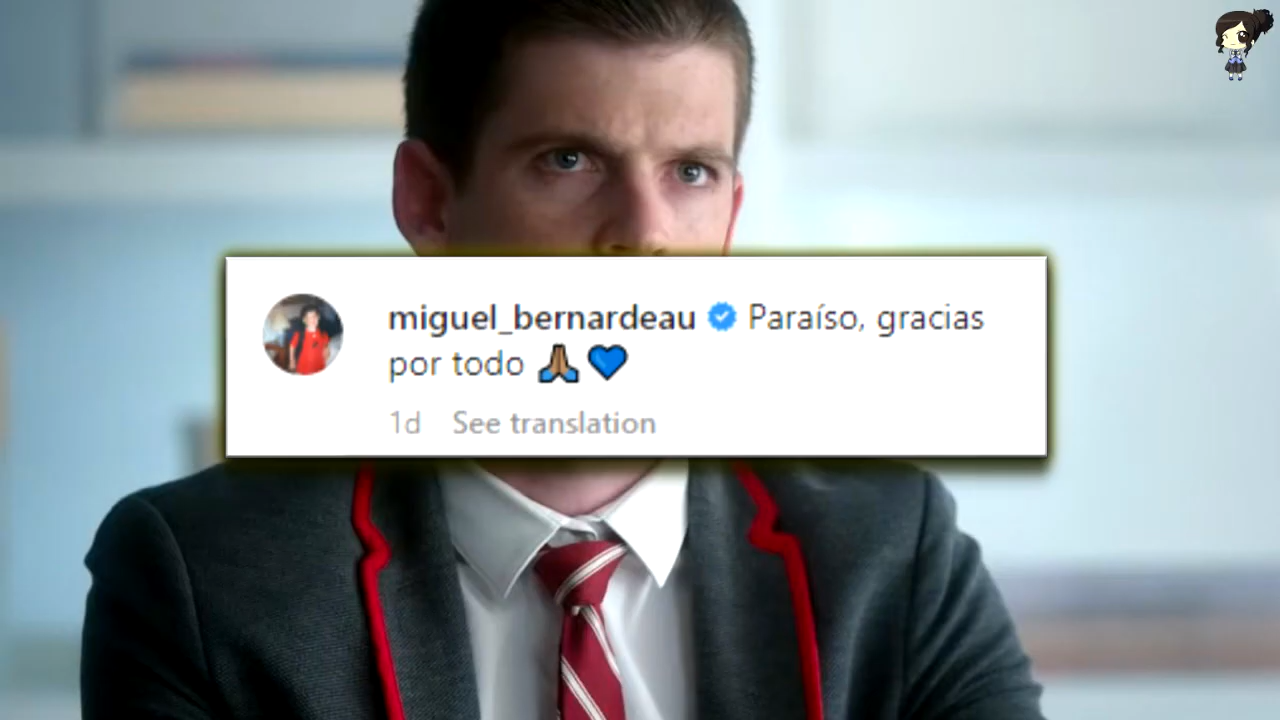 miguel_bernardeau Paraíso, gracias
por todo 🙏🏽💙
1d See translation